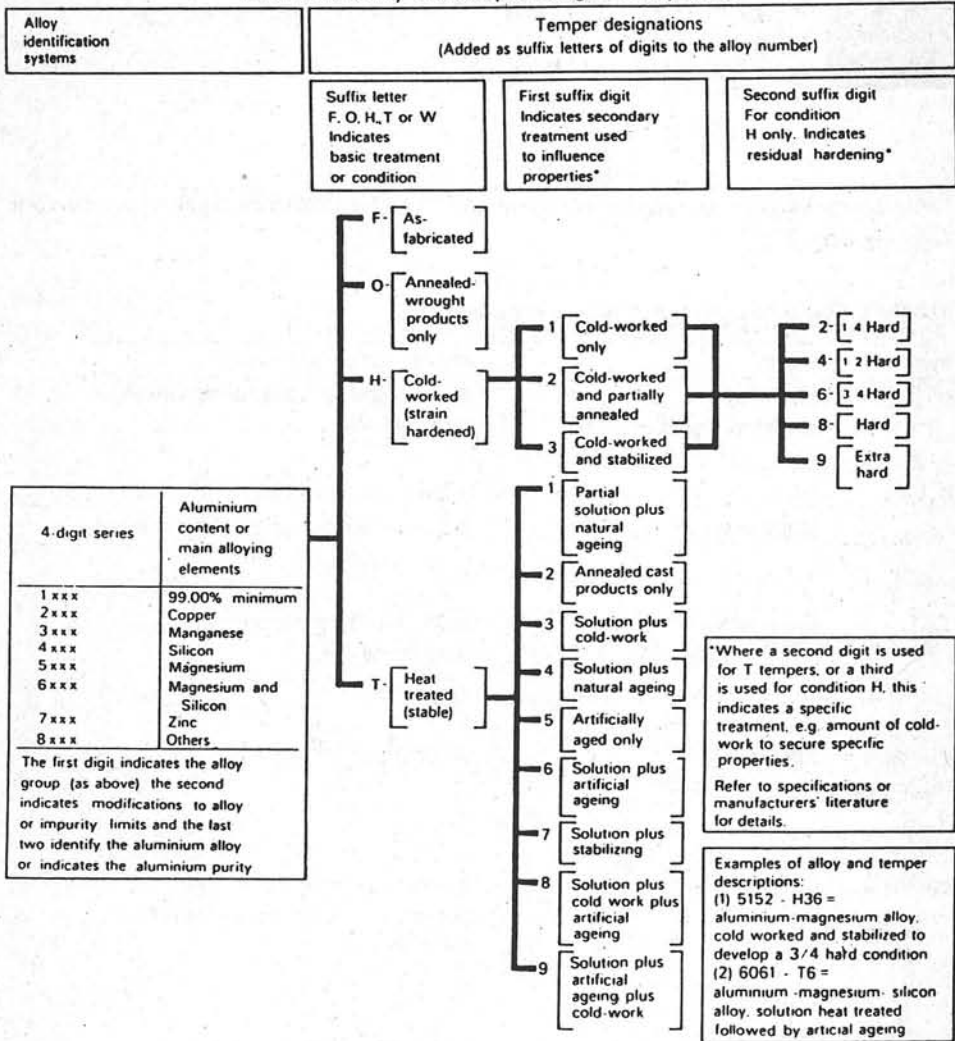 Alloy
identification
systems
Temper designations
(Added as suffix letters of digits to the alloy number)
Suffix letter
F, O, H, T or W
Indicates
basic treatment
or condition
First suffix digit
Indicates secondary
treatment used
to influence
properties*
Second suffix digit
For condition
H only. Indicates
residual hardening*
F- As-
fabricated
O- Annealed-
wrought
products
only
H- Cold-
worked
(strain
hardened)
1 Cold-worked
only
2 Cold-worked
and partially
annealed
3 Cold-worked
and stabilized
2- 1 4 Hard
4- 1 2 Hard
6- 3 4 Hard
8- Hard
9 Extra
hard
4-digit series
Aluminium
content or
main alloying
elements
1xxx 99.00% minimum
2xxx Copper
3xxx Manganese
4xxx Silicon
5xxx Magnesium
6xxx Magnesium and
Silicon
7xxx Zinc
8xxx Others
The first digit indicates the alloy
group (as above) the second
indicates modifications to alloy
or impurity limits and the last
two identify the aluminium alloy
or indicates the aluminium purity
T- Heat
treated
(stable)
1 Partial
solution plus
natural
ageing
2 Annealed cast
products only
3 Solution plus
cold-work
4 Solution plus
natural ageing
5 Artificially
aged only
6 Solution plus
artificial
ageing
7 Solution plus
stabilizing
8 Solution plus
cold work plus
artificial
ageing
9 Solution plus
artificial
ageing plus
cold-work
*Where a second digit is used
for T tempers, or a third
is used for condition H, this
indicates a specific
treatment, e.g. amount of cold-
work to secure specific
properties.
Refer to specifications or
manufacturers' literature
for details.
Examples of alloy and temper
descriptions:
(1) 5152 - H36 =
aluminium-magnesium alloy,
cold worked and stabilized to
develop a 3/4 hard condition
(2) 6061 - T6 =
aluminium -magnesium- silicon
alloy, solution heat treated
followed by articial ageing